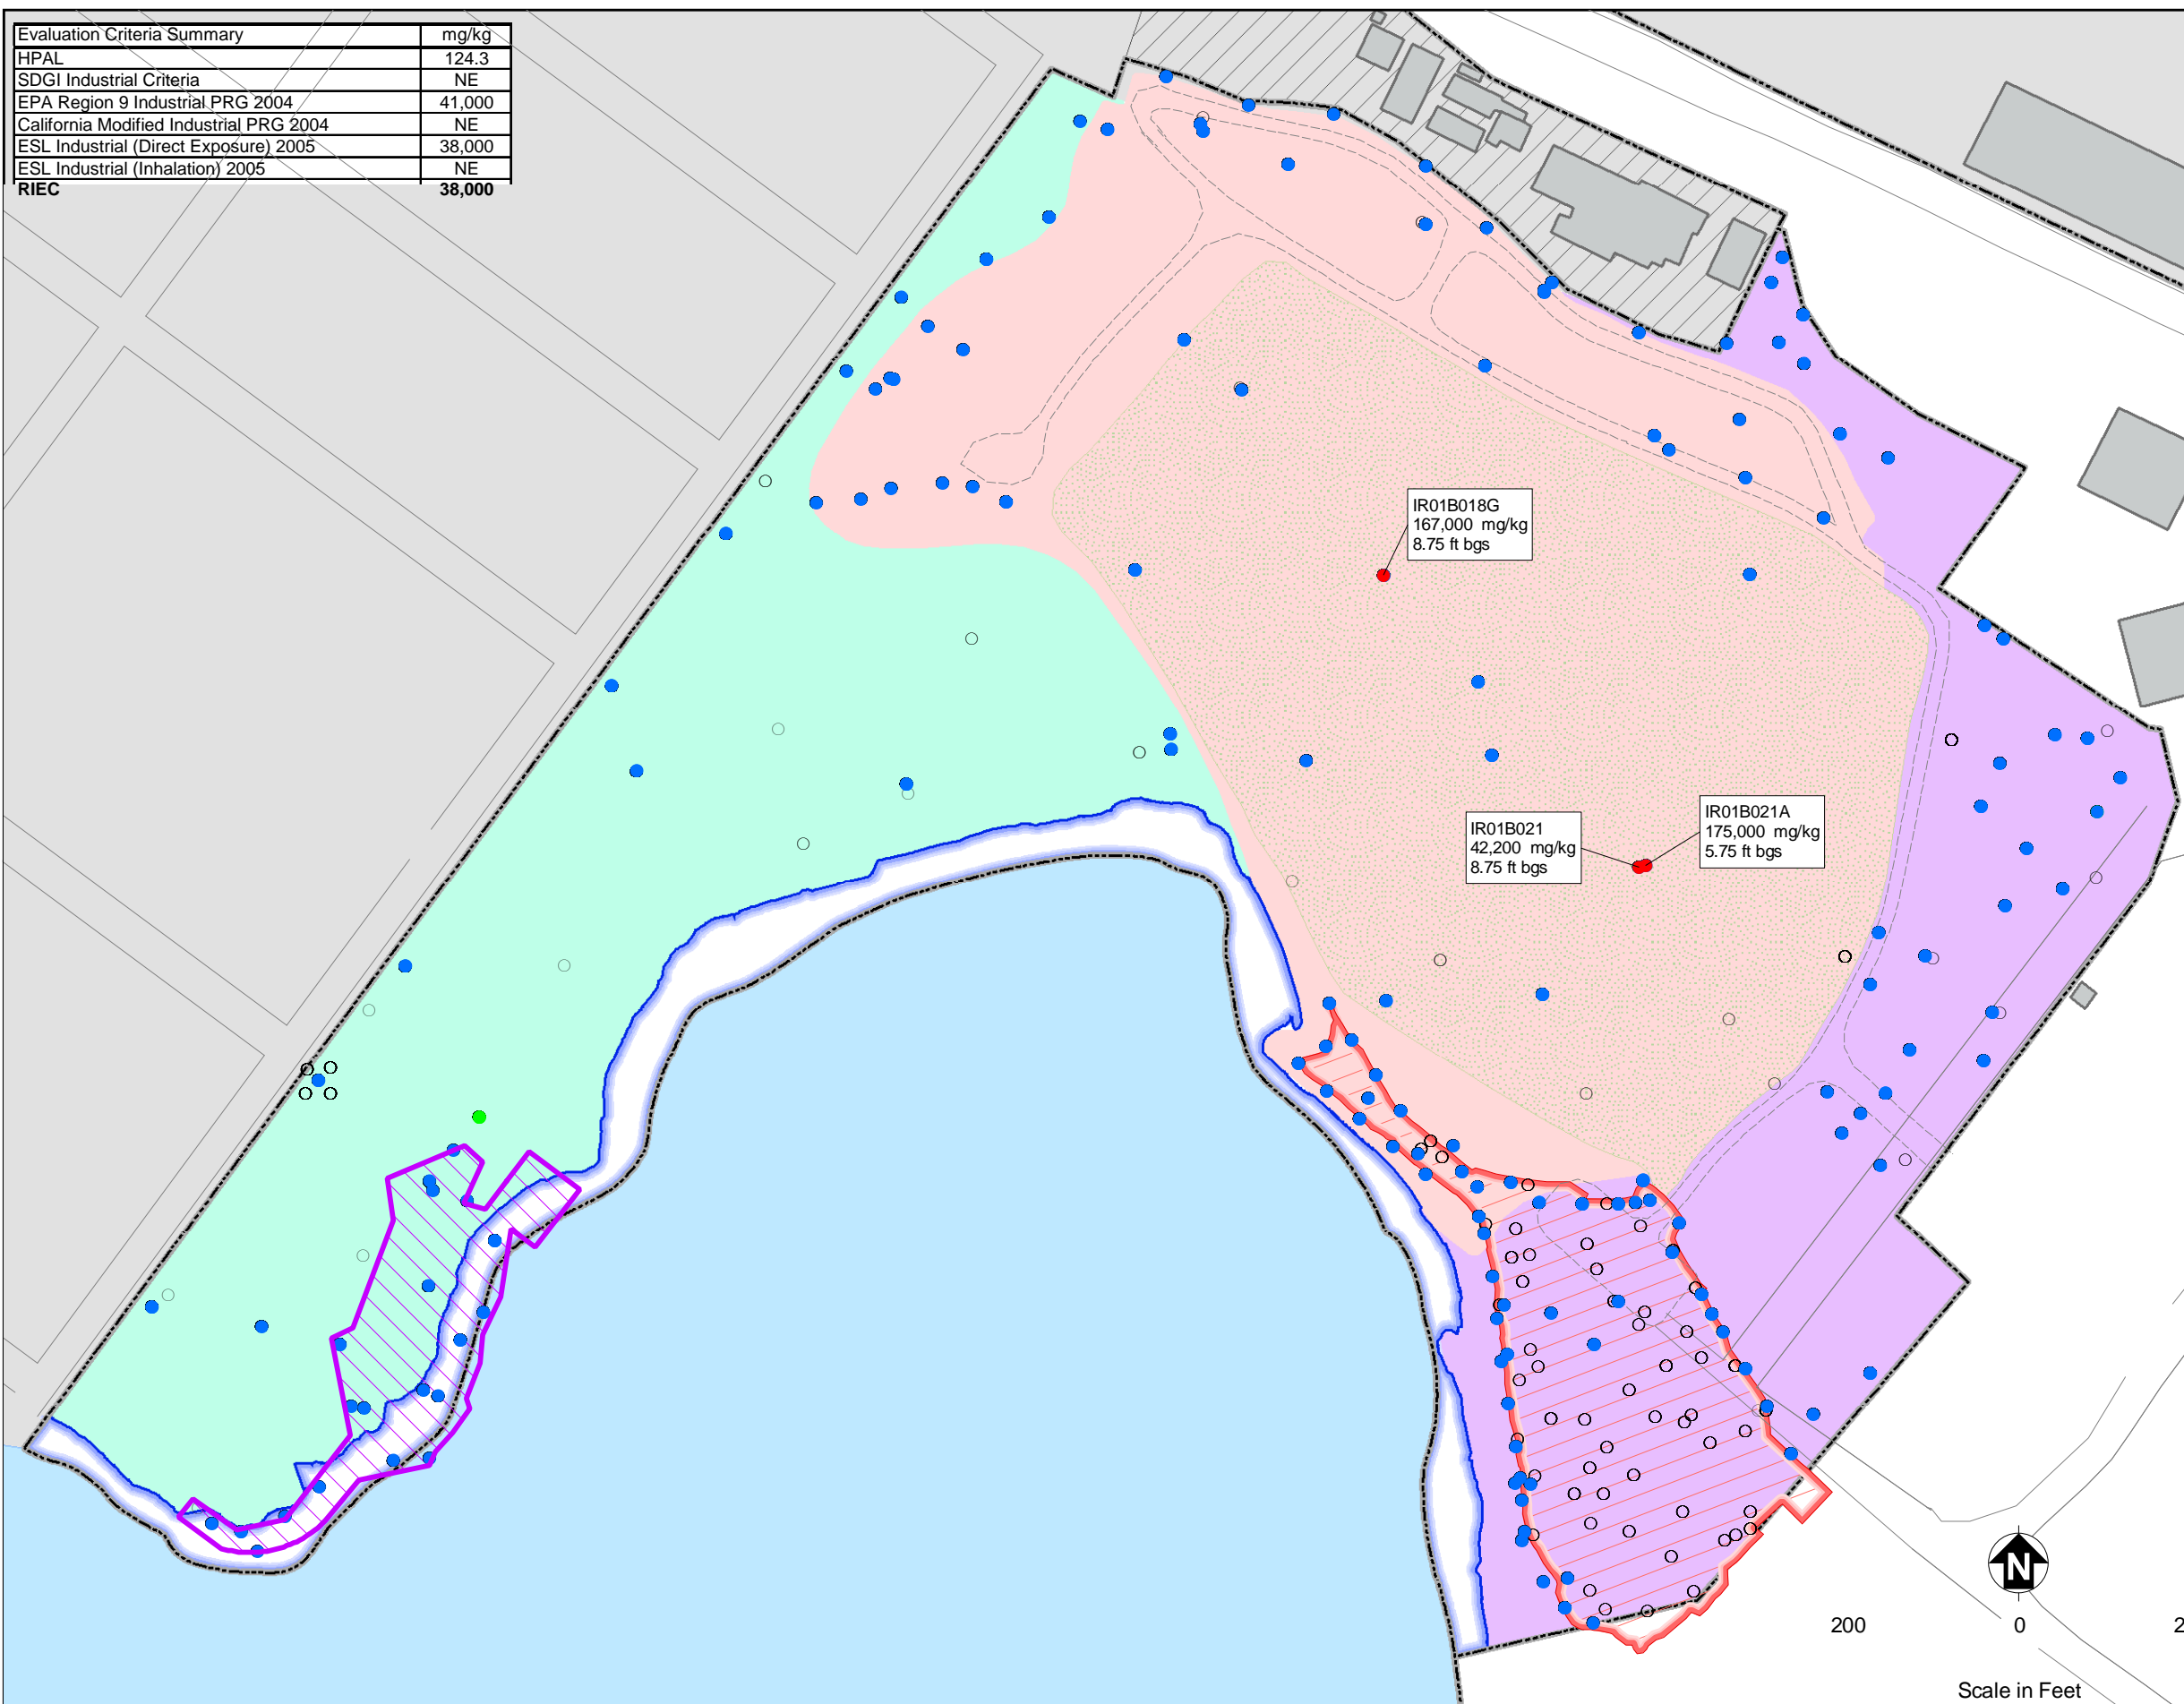 Evaluation Criteria Summary mg/kg
HPAL 124.3
SDGI Industrial Criteria NE
EPA Region 9 Industrial PRG 2004 41,000
California Modified Industrial PRG 2004 NE
ESL Industrial (Direct Exposure) 2005 38,000
ESL Industrial (Inhalation) 2005 NE
RIEC 38,000
IR01B018G
167,000 mg/kg
8.75 ft bgs
IR01B021
42,200 mg/kg
8.75 ft bgs
IR01B021A
175,000 mg/kg
5.75 ft bgs
N
200 0 2
Scale in Feet